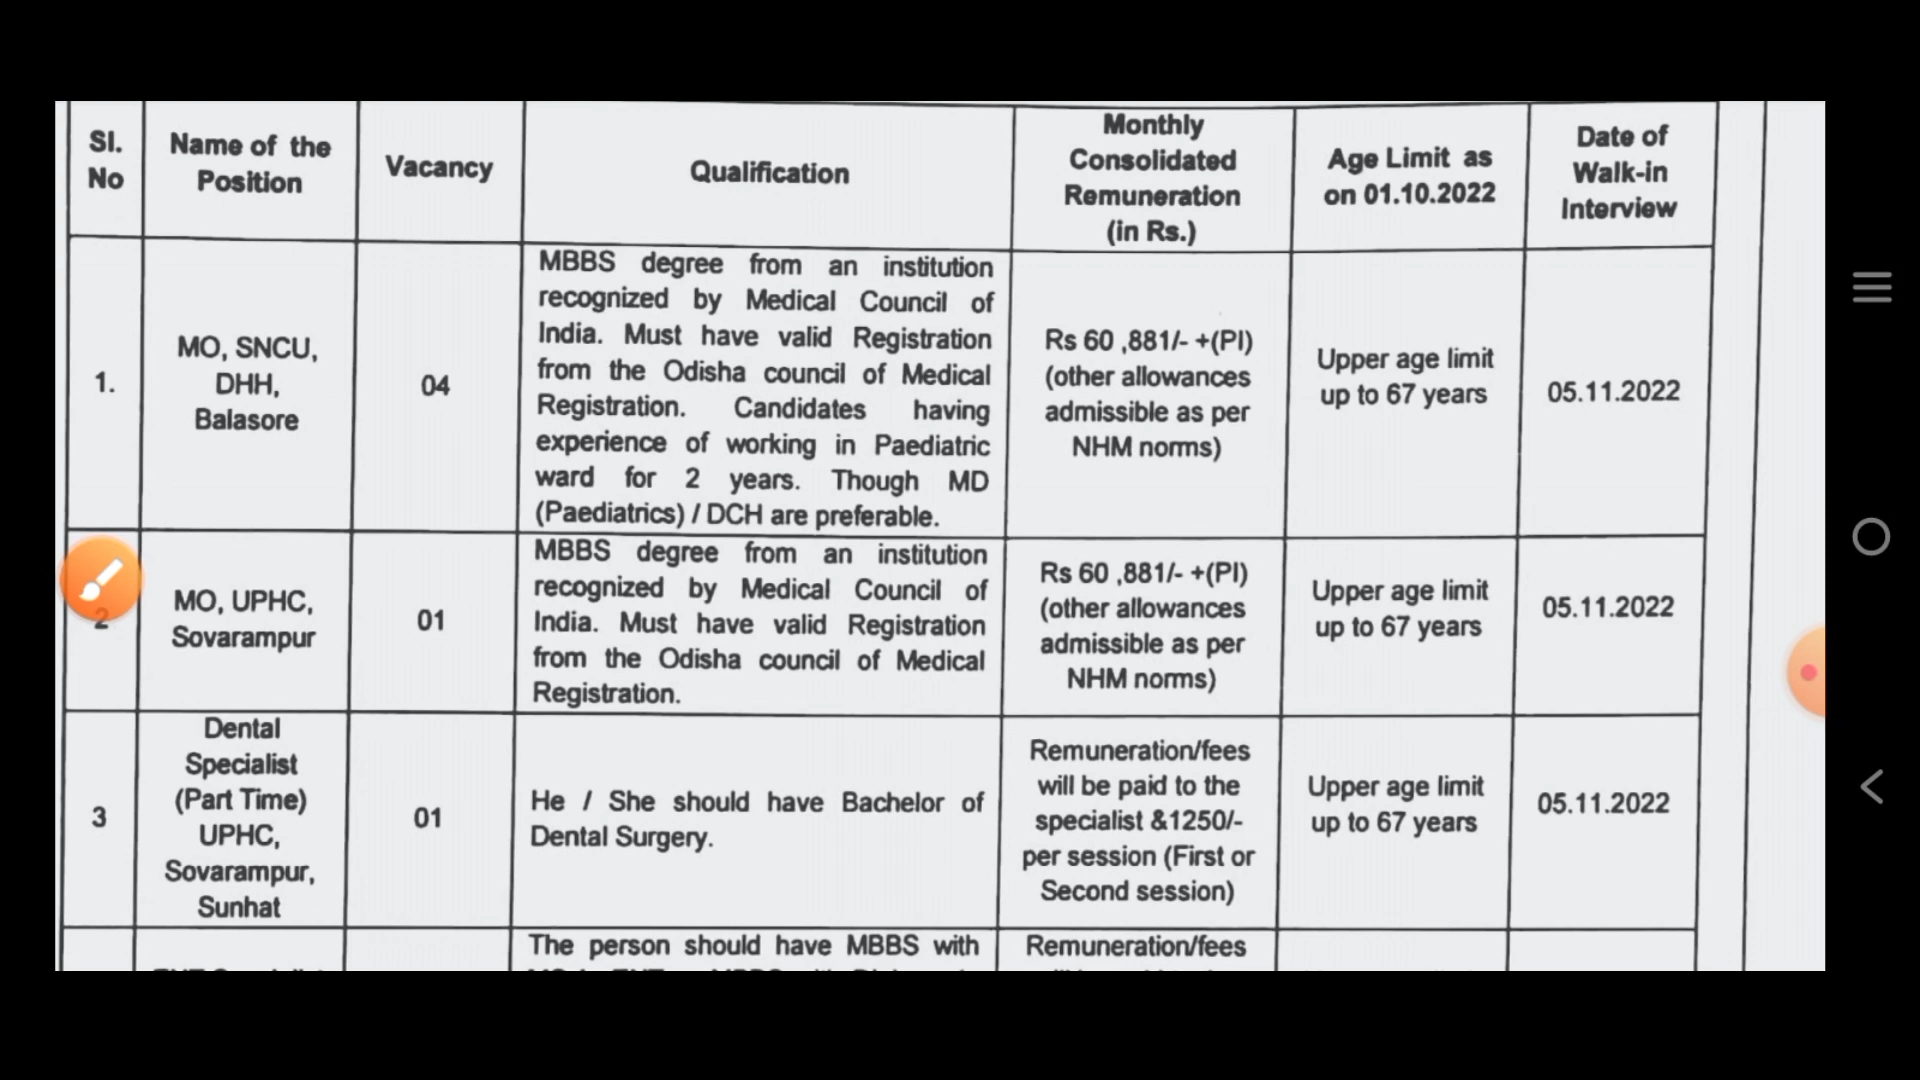 Sl.
No
Name of the
Position
Vacancy
Qualification
Monthly
Consolidated
Remuneration
(in Rs.)
Age Limit as
on 01.10.2022
Date of
Walk-in
Interview
1.
MO, SNCU,
DHH,
Balasore
04
MBBS degree from an institution
recognized by Medical Council of
India. Must have valid Registration
from the Odisha council of Medical
Registration. Candidates having
experience of working in Paediatric
ward for 2 years. Though MD
(Paediatrics) / DCH are preferable.
Rs 60 ,881/- +(PI)
(other allowances
admissible as per
NHM norms)
Upper age limit
up to 67 years
05.11.2022
2
MO, UPHC,
Sovarampur
01
MBBS degree from an institution
recognized by Medical Council of
India. Must have valid Registration
from the Odisha council of Medical
Registration.
Rs 60 ,881/- +(PI)
(other allowances
admissible as per
NHM norms)
Upper age limit
up to 67 years
05.11.2022
3
Dental
Specialist
(Part Time)
UPHC,
Sovarampur,
Sunhat
01
He / She should have Bachelor of
Dental Surgery.
Remuneration/fees
will be paid to the
specialist &1250/-
per session (First or
Second session)
Upper age limit
up to 67 years
05.11.2022
The person should have MBBS with
Remuneration/fees